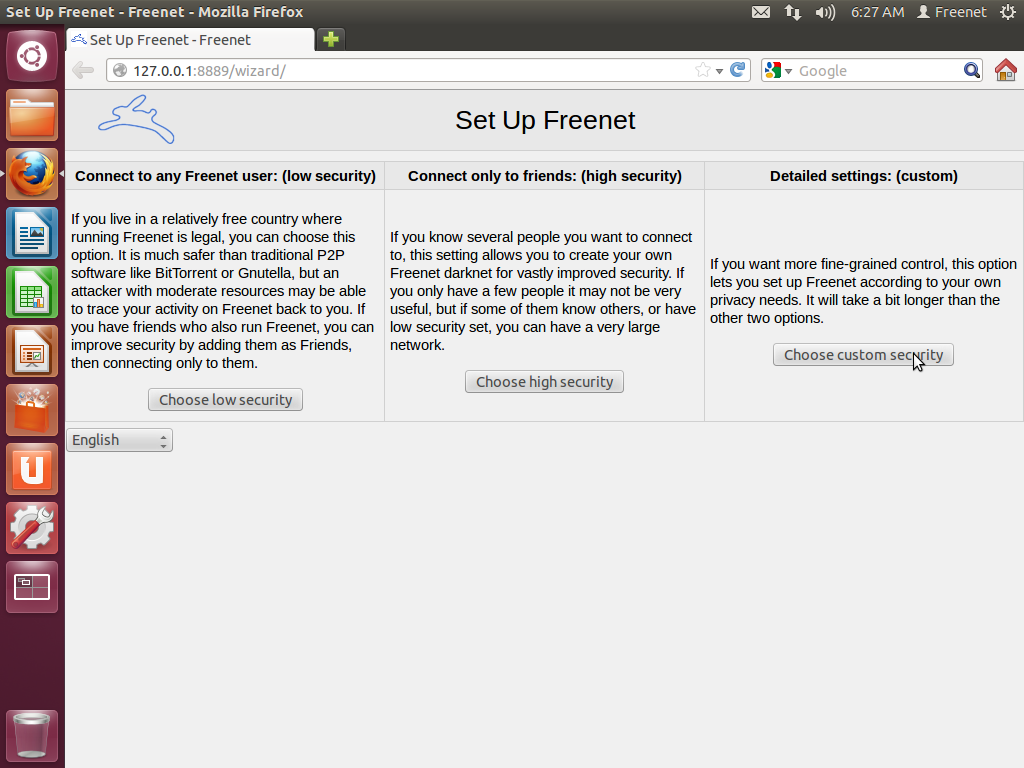 Set Up Freenet - Freenet - Mozilla Firefox
6:27 AM Freenet
Set Up Freenet - Freenet
127.0.0.1:8889/wizard/
Google
Set Up Freenet
Connect to any Freenet user: (low security)
If you live in a relatively free country where
running Freenet is legal, you can choose this
option. It is much safer than traditional P2P
software like BitTorrent or Gnutella, but an
attacker with moderate resources may be able
to trace your activity on Freenet back to you. If
you have friends who also run Freenet, you can
improve security by adding them as Friends,
then connecting only to them.
Choose low security
Connect only to friends: (high security)
If you know several people you want to connect
to, this setting allows you to create your own
Freenet darknet for vastly improved security. If
you only have a few people it may not be very
useful, but if some of them know others, or have
low security set, you can have a very large
network.
Choose high security
Detailed settings: (custom)
If you want more fine-grained control, this option
lets you set up Freenet according to your own
privacy needs. It will take a bit longer than the
other two options.
Choose custom security
English